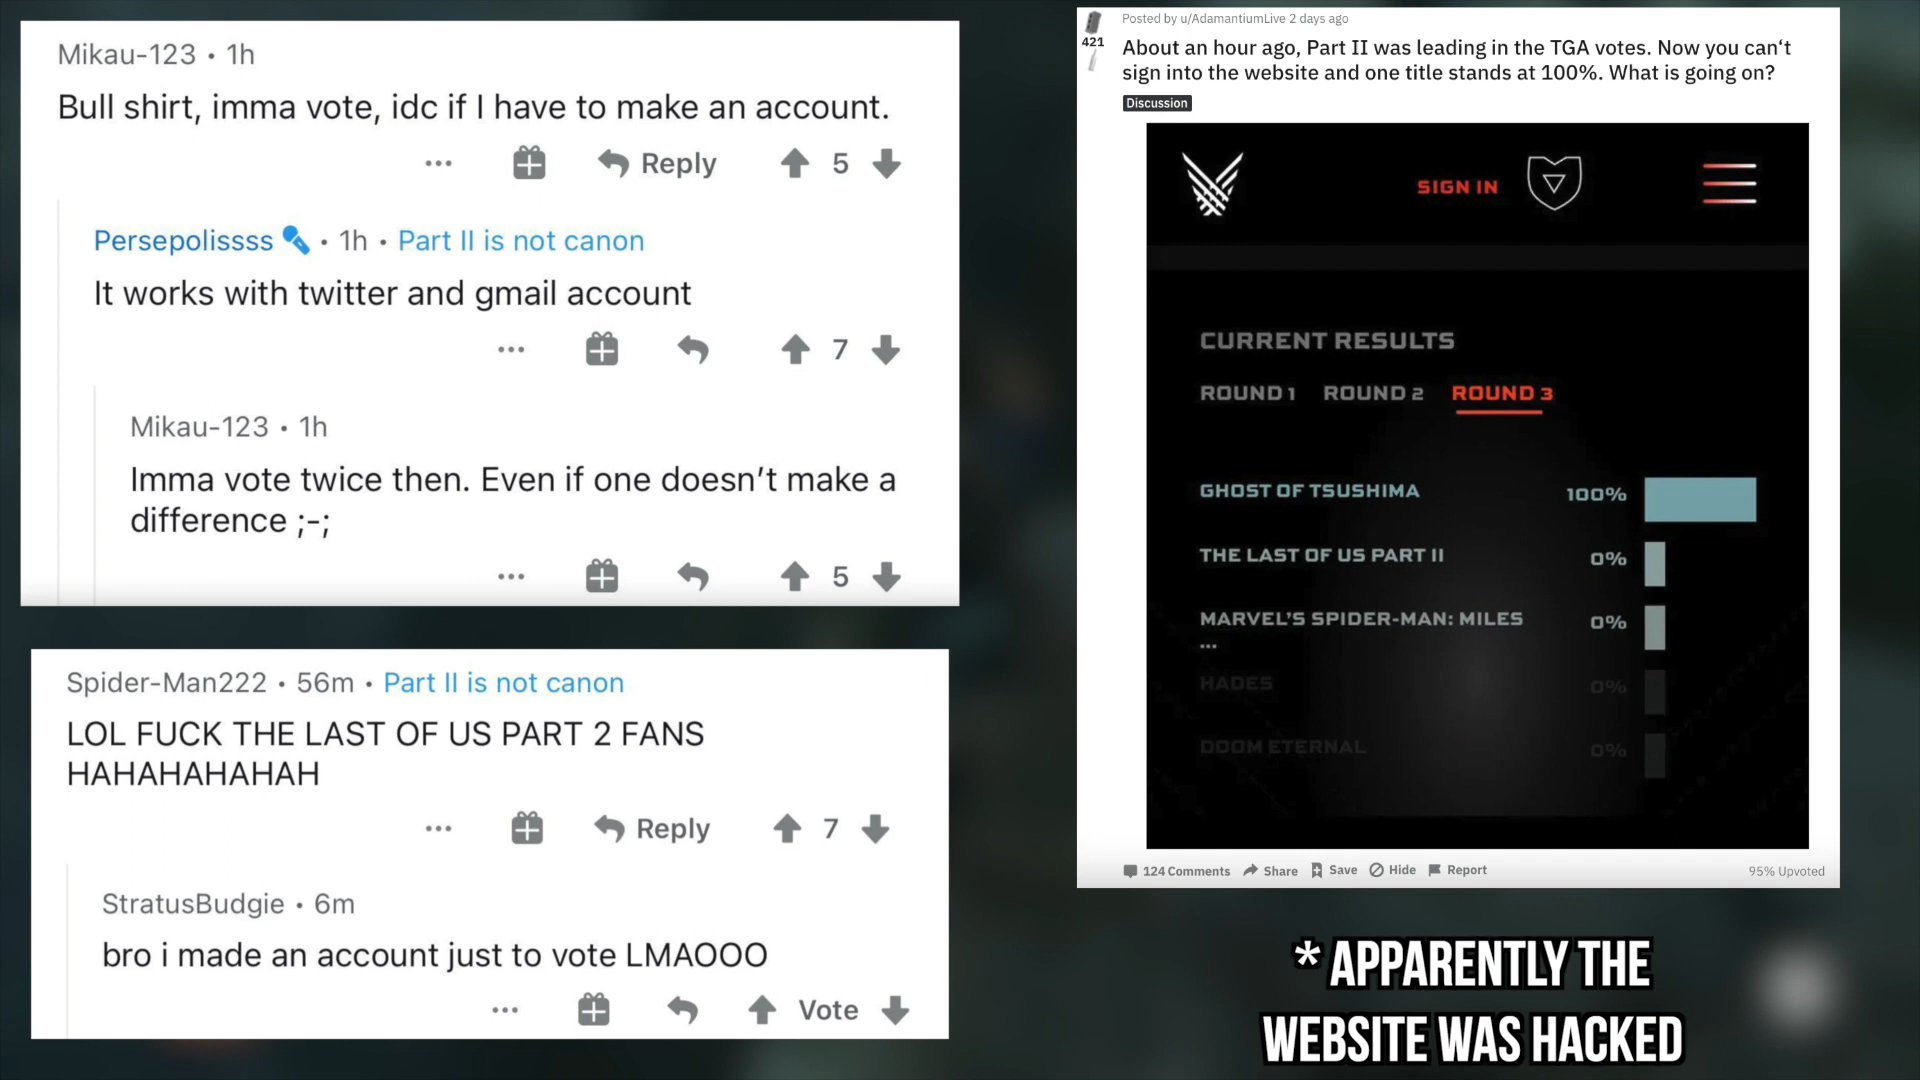 Mikau-123 • 1h
Bull shirt, imma vote, idc if I have to make an account.
Reply 5
Persepolissss • 1h • Part II is not canon
It works with twitter and gmail account
7
Mikau-123 • 1h
Imma vote twice then. Even if one doesn't make a
difference ;-;
5
Spider-Man222 • 56m • Part II is not canon
LOL FUCK THE LAST OF US PART 2 FANS
HAHAHAHAHAH
Reply 7
StratusBudgie • 6m
bro i made an account just to vote LMAOOO
Vote
Posted by u/AdamantiumLive 2 days ago
421
About an hour ago, Part II was leading in the TGA votes. Now you can‘t
sign into the website and one title stands at 100%. What is going on?
Discussion
SIGN IN
CURRENT RESULTS
ROUND 1 ROUND 2 ROUND 3
GHOST OF TSUSHIMA 100%
THE LAST OF US PART II 0%
MARVEL'S SPIDER-MAN: MILES 0%
...
HADES 0%
DOOM ETERNAL 0%
124 Comments Share Save Hide Report 95% Upvoted
* APPARENTLY THE
WEBSITE WAS HACKED